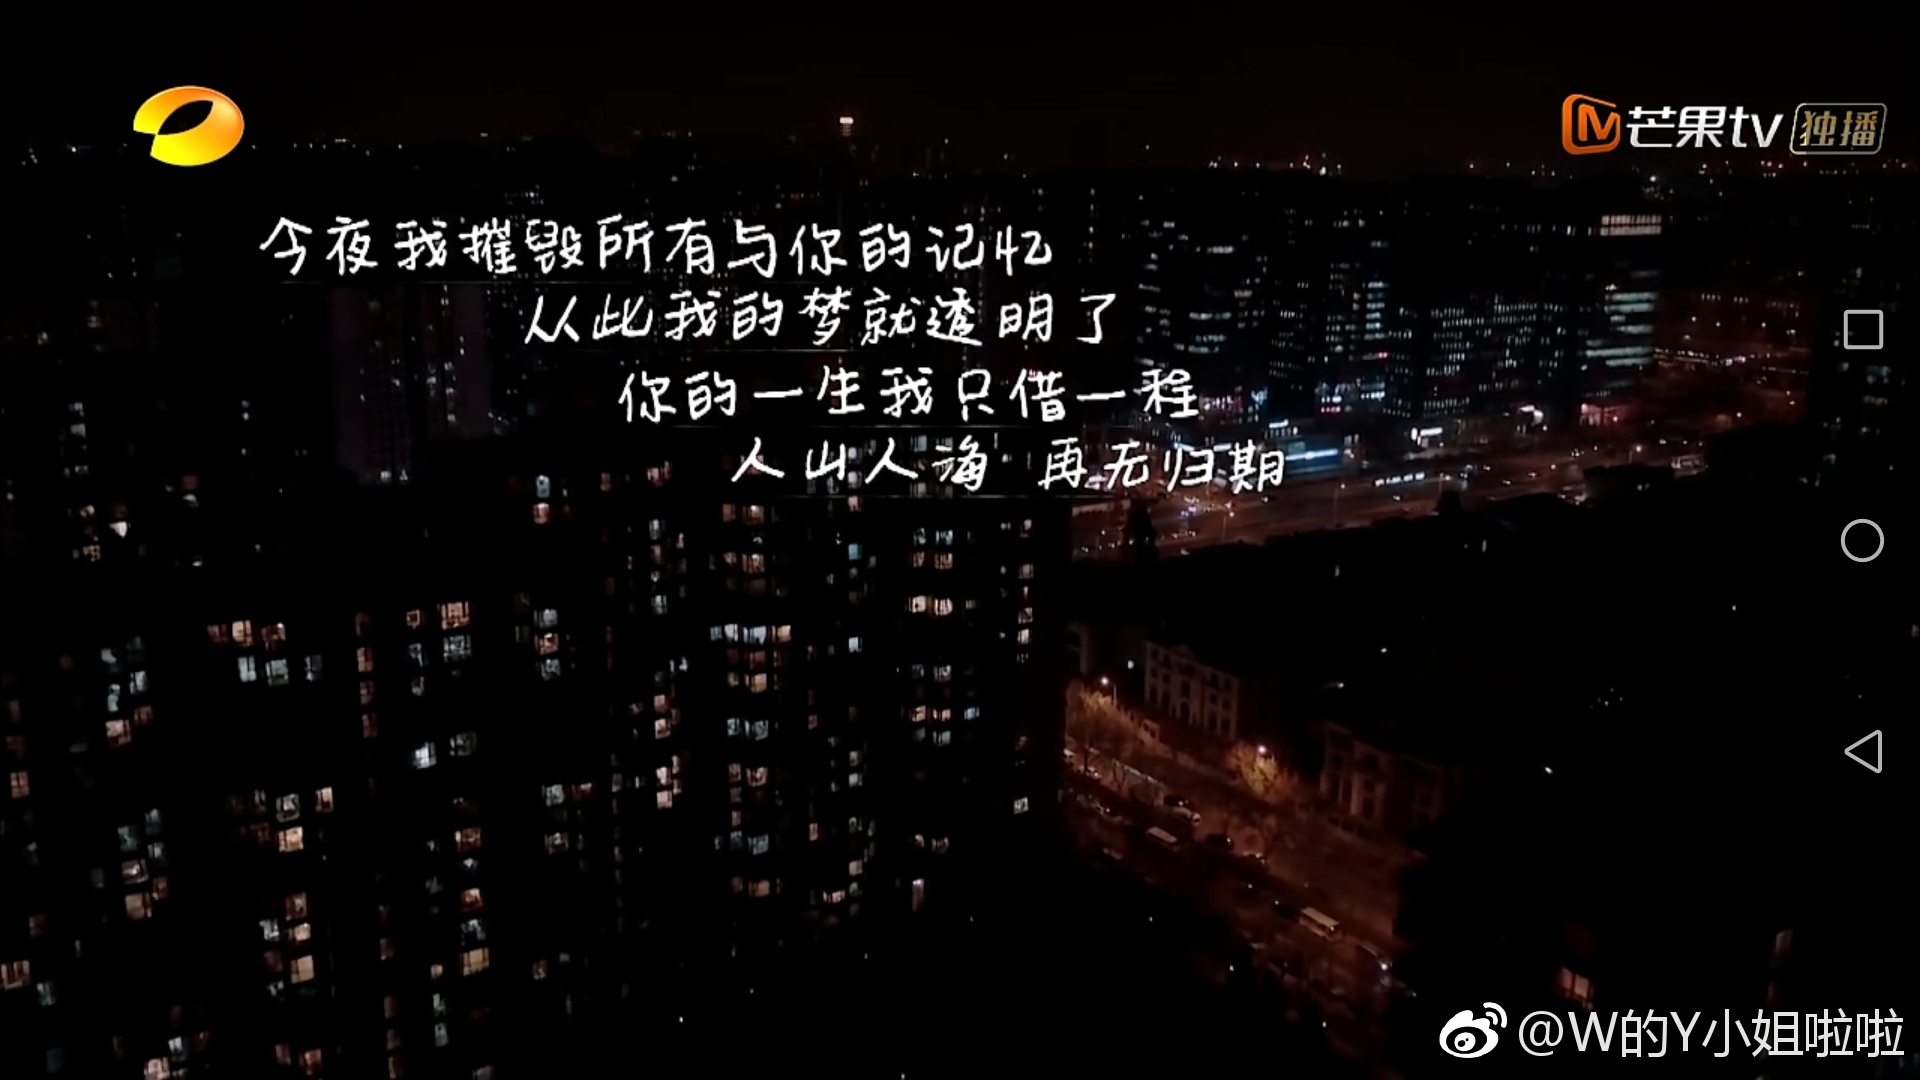 芒果tv 独播
今夜我摧毁所有与你的记忆
从此我的梦就透明了
你的一生我只借一程
人山人海 再无归期
@W的Y小姐啦啦